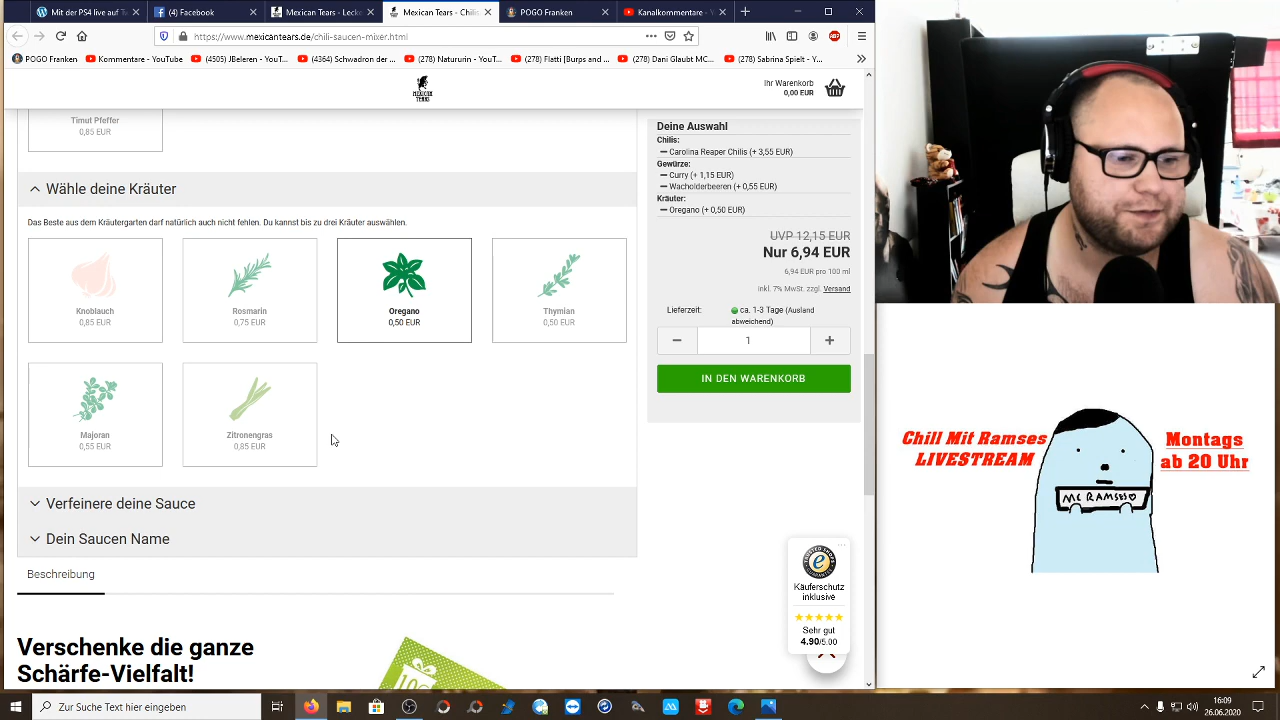 Mit der PS4 live auf W
(4) Facebook
Mexican Tears - Lecke
Mexican Tears - Chilis
POGO Franken
Kanalkommentare - Y
https://www.mexicantears.de/chili-saucen-mixer.html
POGO Franken
Kommentare - YouTube
(4505) JBeleren - YouT...
(4364) Schwadron der ...
(278) Naturunruh - YouT...
(278) Dani Glaubt MC...
(278) Sabrina Spielt - Y...
MEXICAN
TEARS
Ihr Warenkorb
0,00 EUR
Timut Pfeffer
0,85 EUR
Wähle deine Kräuter
Das Beste aus dem Kräutergarten darf natürlich auch nicht fehlen. Du kannst bis zu drei Kräuter auswählen.
Knoblauch
0,85 EUR
Rosmarin
0,75 EUR
Oregano
0,50 EUR
Thymian
0,50 EUR
Majoran
0,55 EUR
Zitronengras
0,85 EUR
Verfeinere deine Sauce
Dein Saucen Name
Beschreibung
Verschenke die ganze
Schärfe-Vielfalt!
Deine Auswahl
Chilis:
Carolina Reaper Chilis (+ 3,55 EUR)
Gewürze:
Curry (+ 1,15 EUR)
Wacholderbeeren (+ 0,55 EUR)
Kräuter:
Oregano (+ 0,50 EUR)
UVP 12,15 EUR
Nur 6,94 EUR
6,94 EUR pro 100 ml
inkl. 7% MwSt. zzgl. Versand
Lieferzeit:
ca. 1-3 Tage (Ausland
abweichend)
1
IN DEN WARENKORB
Käuferschutz
inklusive
Sehr gut
4.90/5.00
Chill Mit Ramses
LIVESTREAM
MC RAMSES
Montags
ab 20 Uhr
Zur Suche Text hier eingeben
16:09
26.06.2020